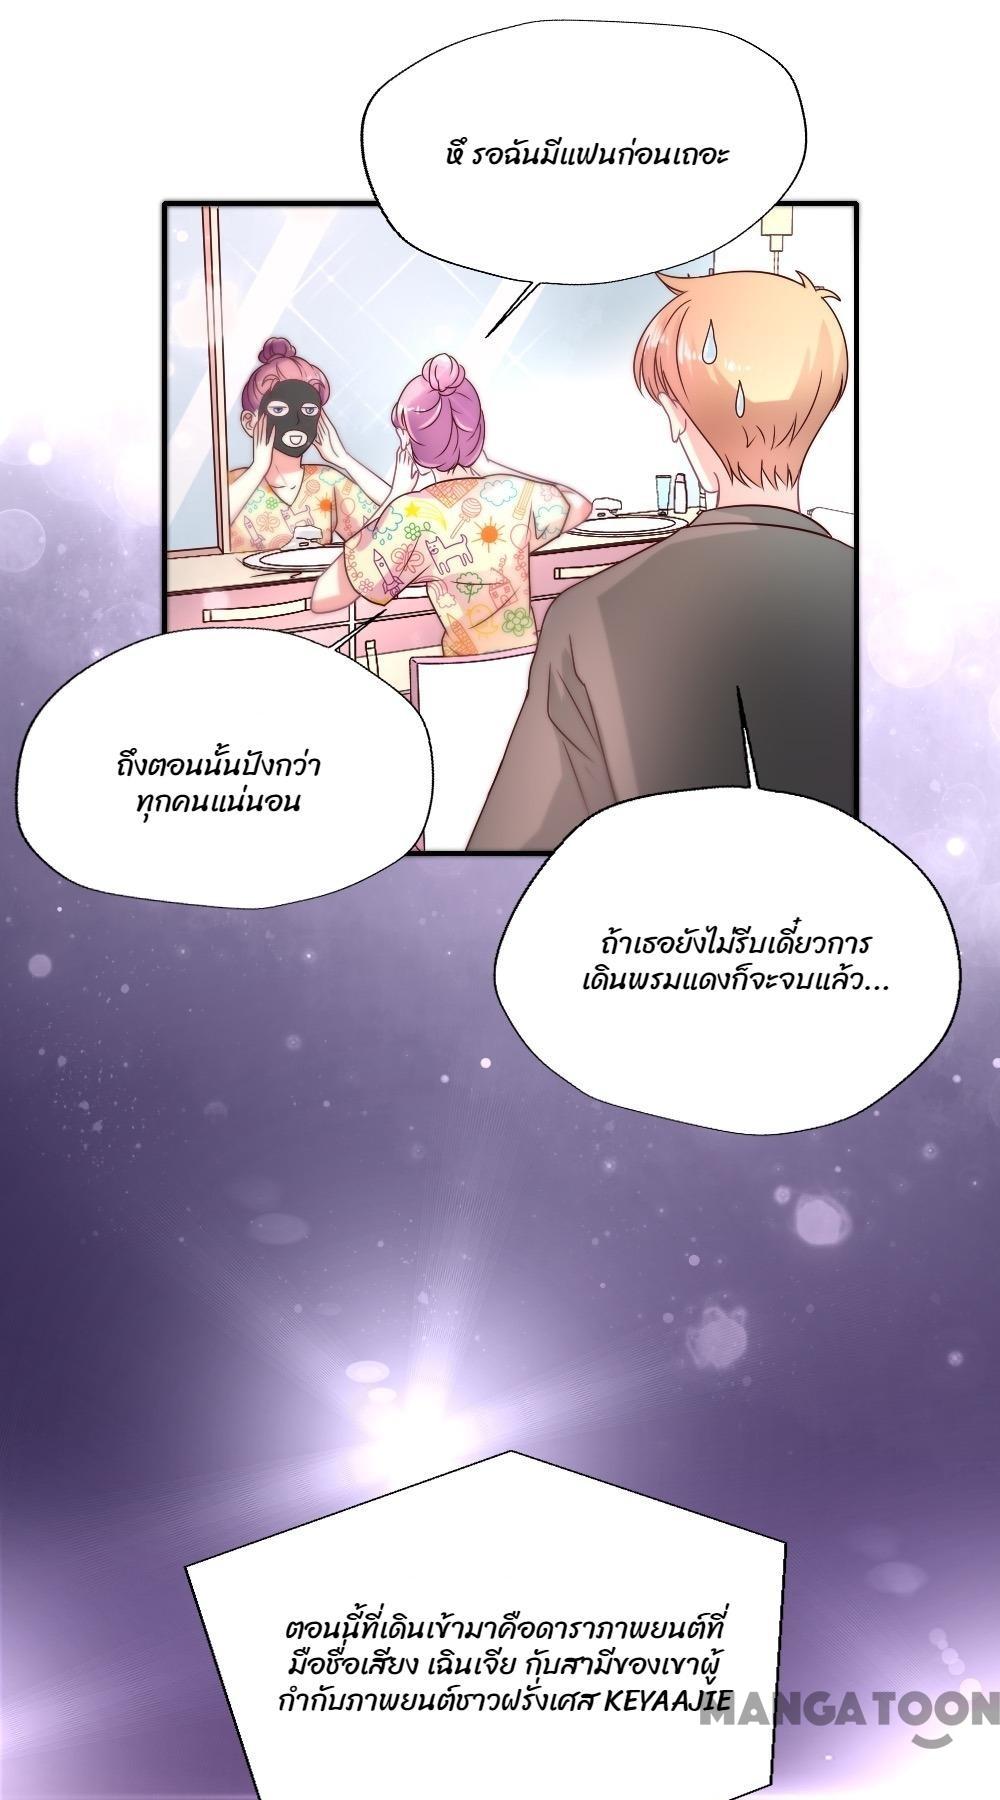 หึ รอฉันมีแฟนก่อนเถอะ
ถึงตอนนั้นปังกว่า
ทุกคนแน่นอน
ถ้าเธอยังไม่รีบเดี๋ยวการ
เดินพรมแดงก็จะจบแล้ว...
ตอนนี้ที่เดินเข้ามาคือดาราภาพยนต์ที่
มีอชื่อเสียง เฉินเจีย กับสามีของเขาผู้
กำกับภาพยนต์ชาวฝรั่งเศส KEYAAJIE
MANGATOON